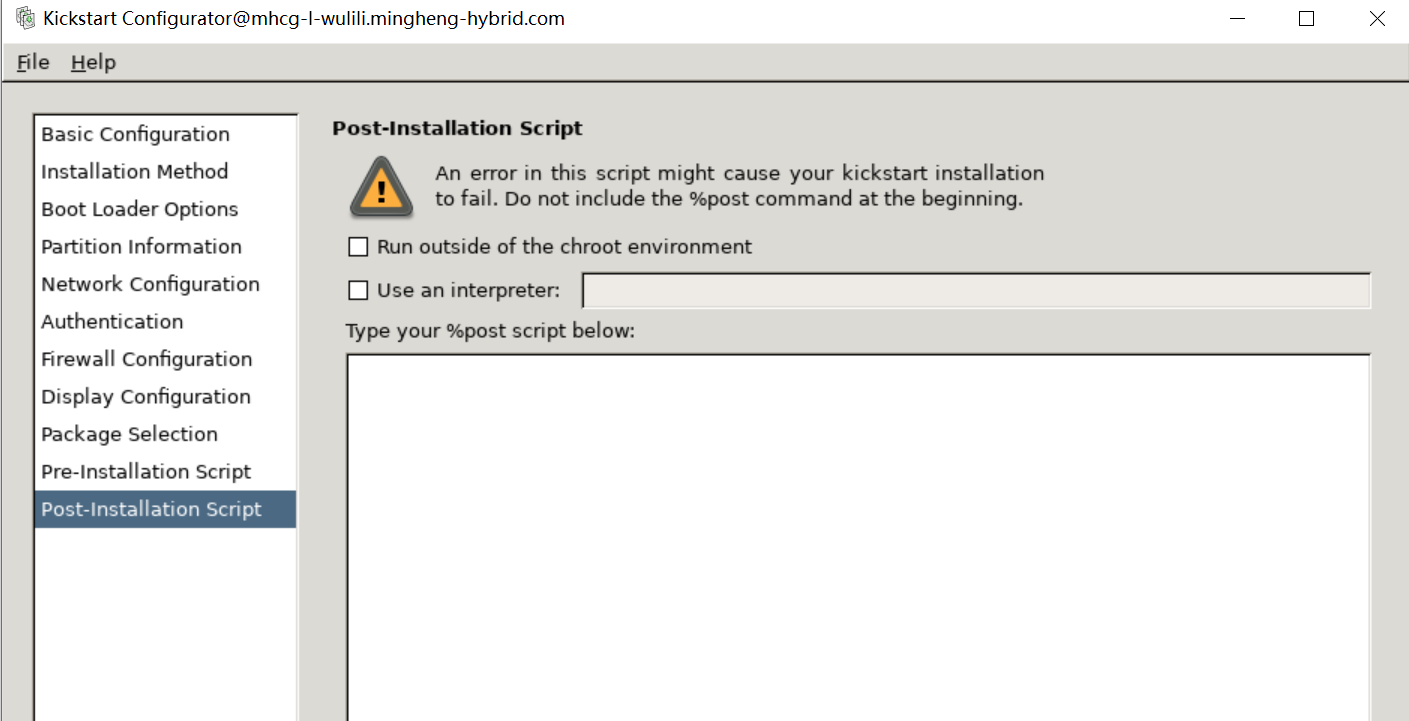 Kickstart Configurator@mhcg-l-wulili.mingheng-hybrid.com
File Help
Basic Configuration
Installation Method
Boot Loader Options
Partition Information
Network Configuration
Authentication
Firewall Configuration
Display Configuration
Package Selection
Pre-Installation Script
Post-Installation Script
Post-Installation Script
An error in this script might cause your kickstart installation
to fail. Do not include the %post command at the beginning.
Run outside of the chroot environment
Use an interpreter:
Type your %post script below: